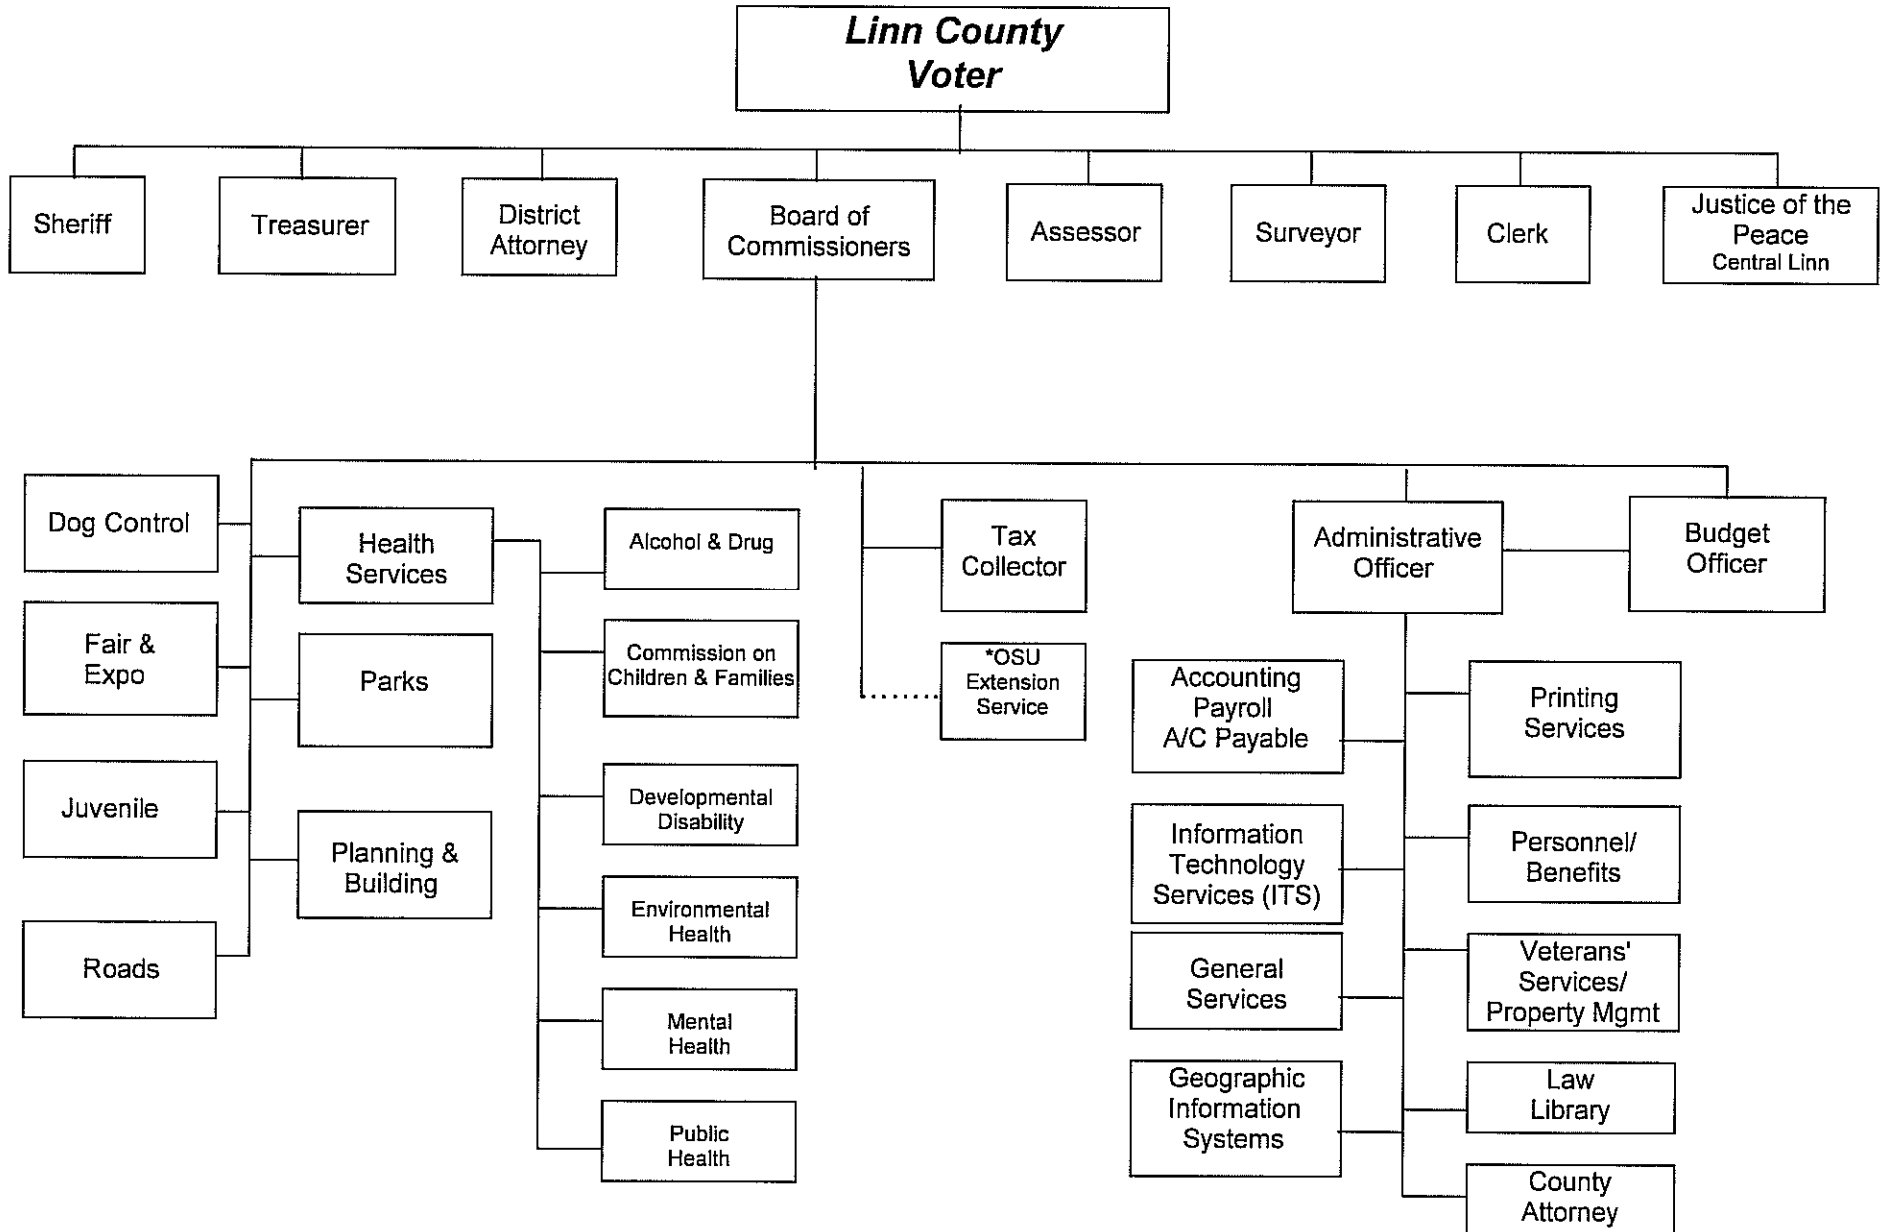 Linn County
Voter
Sheriff
Treasurer
District
Attorney
Board of
Commissioners
Assessor
Surveyor
Clerk
Justice of the
Peace
Central Linn
Dog Control
Fair &
Expo
Juvenile
Roads
Health
Services
Parks
Planning &
Building
Alcohol & Drug
Commission on
Children & Families
Developmental
Disability
Environmental
Health
Mental
Health
Public
Health
Tax
Collector
*OSU
Extension
Service
Administrative
Officer
Budget
Officer
Accounting
Payroll
A/C Payable
Information
Technology
Services (ITS)
General
Services
Geographic
Information
Systems
Printing
Services
Personnel/
Benefits
Veterans'
Services/
Property Mgmt
Law
Library
County
Attorney